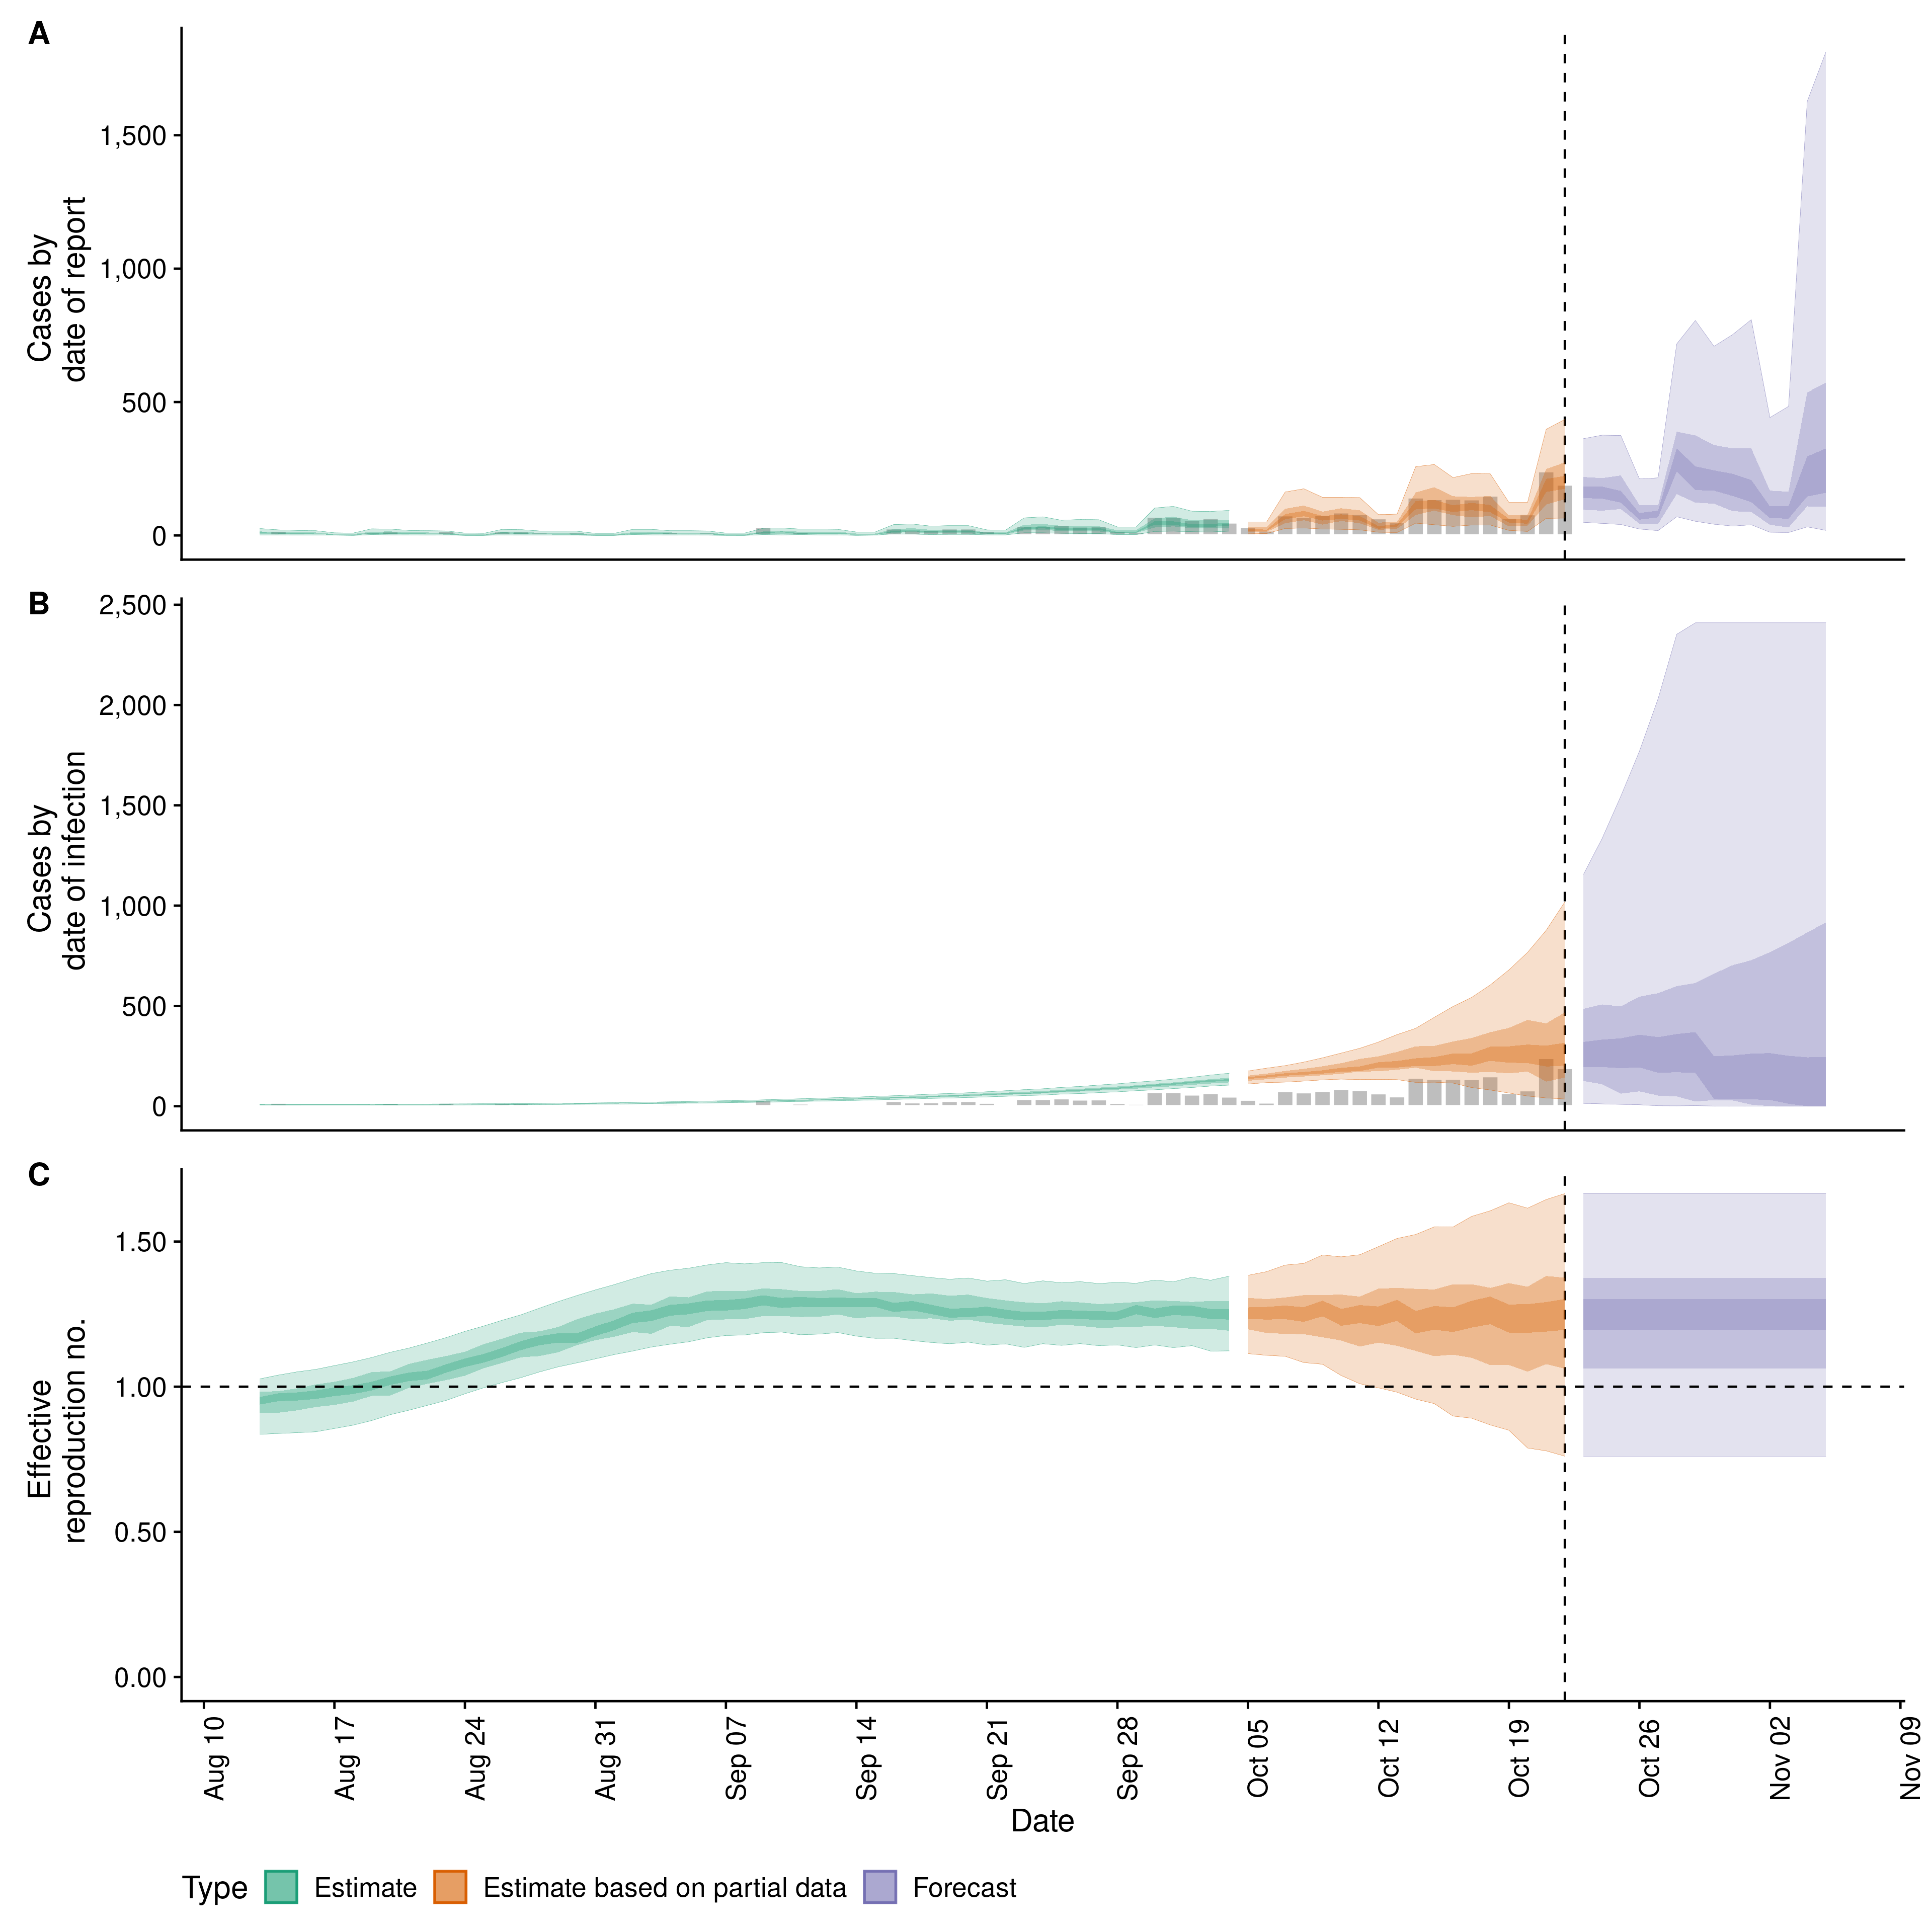 A
Cases by
date of report
1,500
1,000
500
0
B
Cases by
date of infection
2,500
2,000
1,500
1,000
500
0
C
Effective
reproduction no.
1.50
1.00
0.50
0.00
Aug 10
Aug 17
Aug 24
Aug 31
Sep 07
Sep 14
Sep 21
Sep 28
Oct 05
Oct 12
Oct 19
Oct 26
Nov 02
Nov 09
Date
Type Estimate Estimate based on partial data Forecast